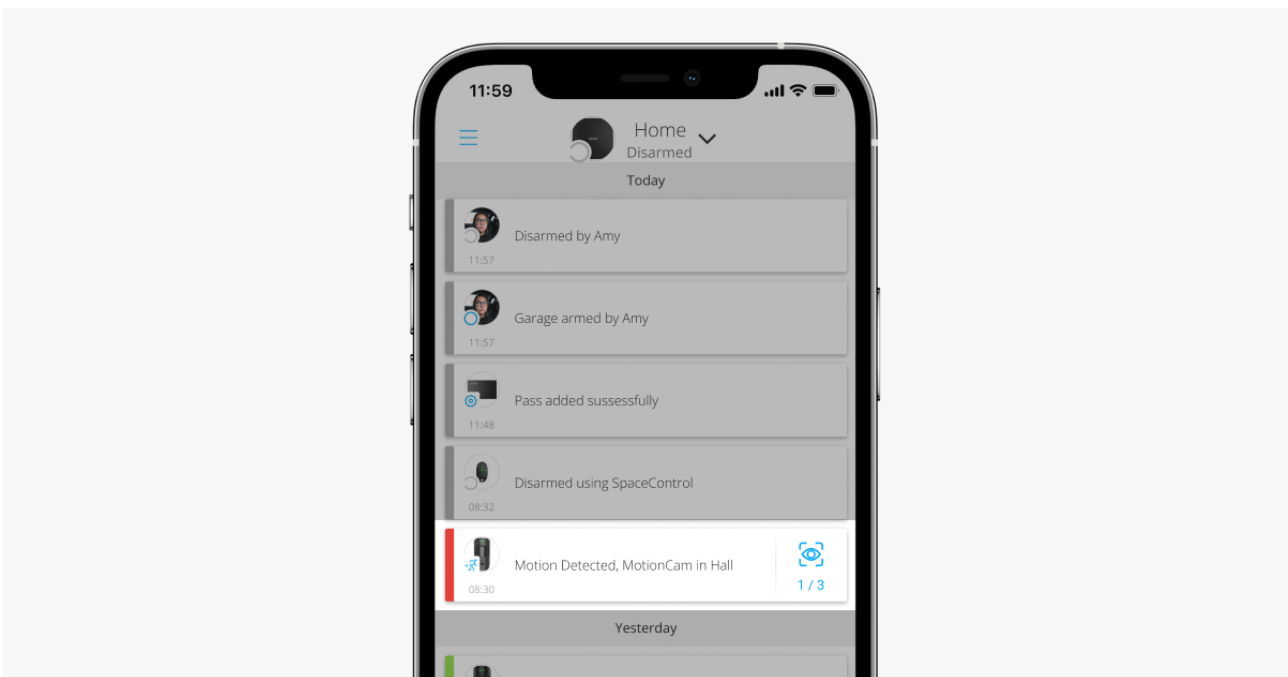 11:59
Home
Disarmed
Today
Disarmed by Amy
11:57
Garage armed by Amy
11:57
Pass added sussessfully
11:48
Disarmed using SpaceControl
08:32
Motion Detected, MotionCam in Hall
08:30
1 / 3
Yesterday